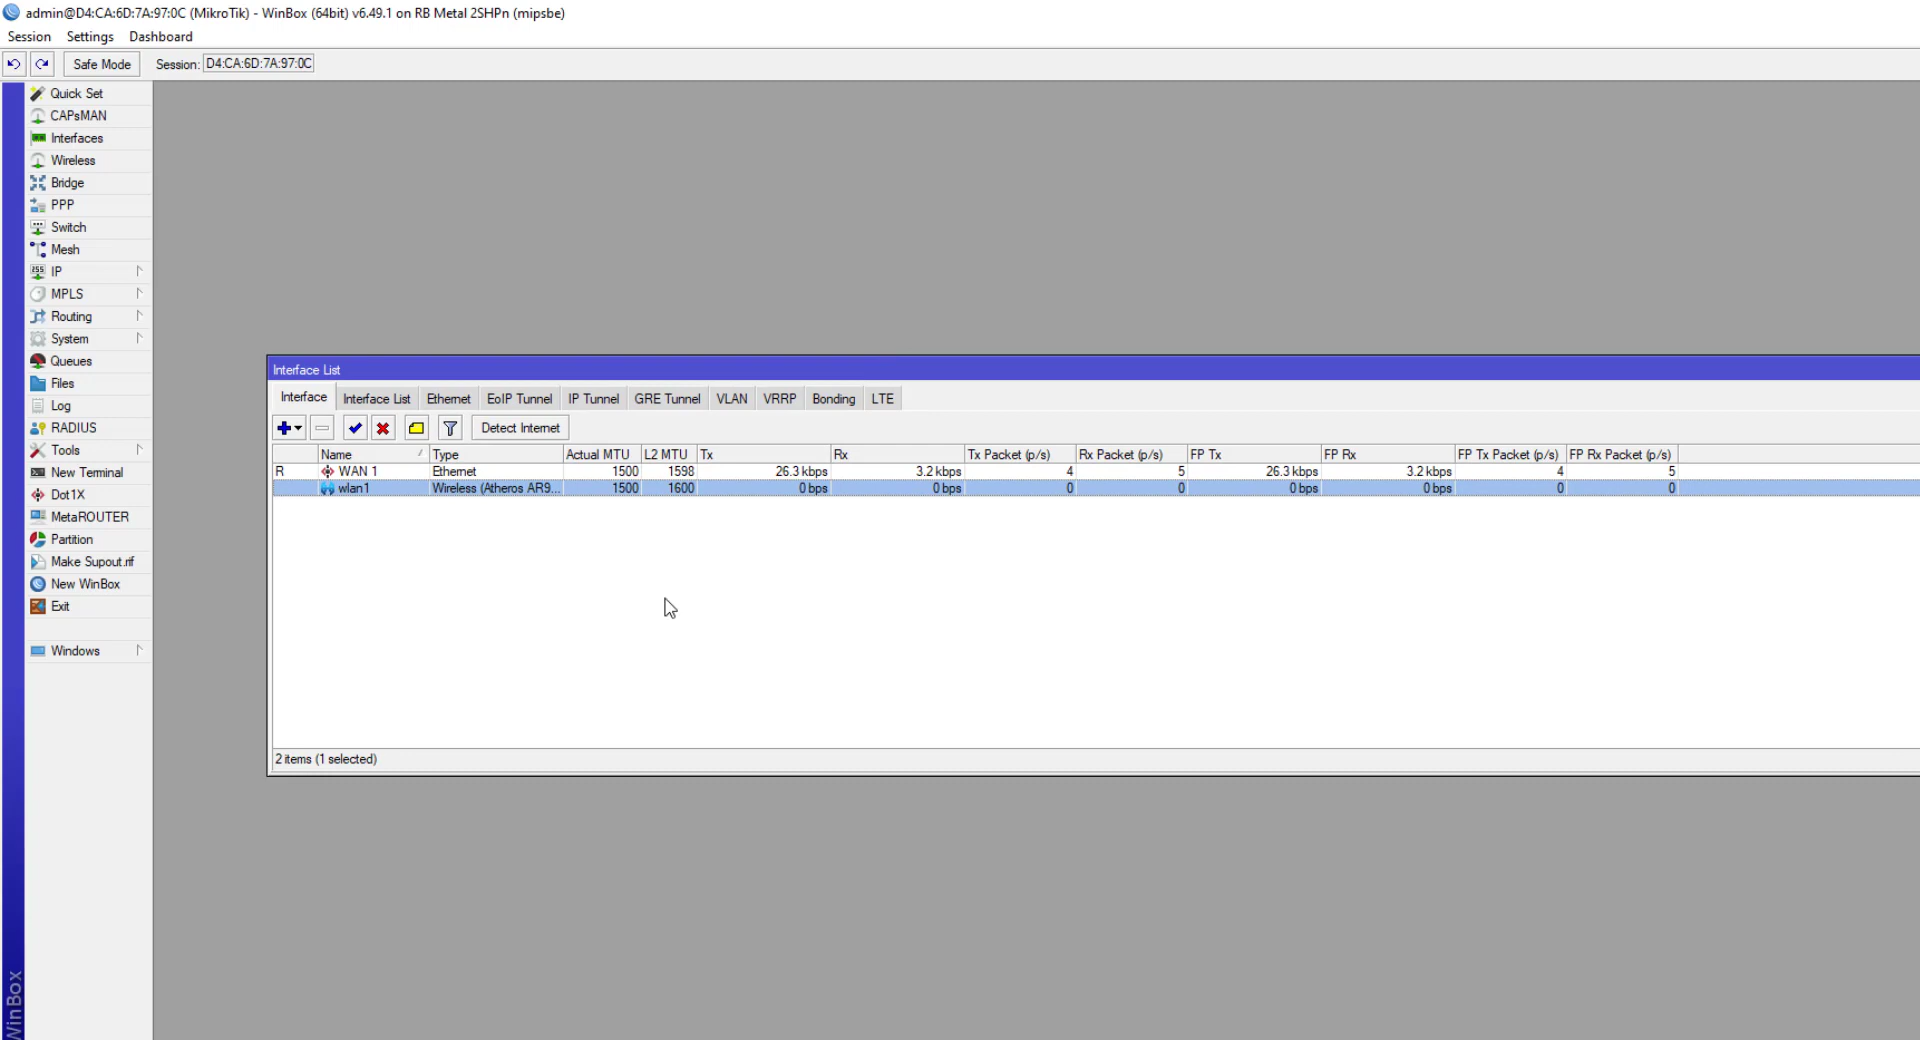 admin@D4:CA:6D:7A:97:0C (MikroTik) - WinBox (64bit) v6.49.1 on RB Metal 2SHPn (mipsbe)
Session Settings Dashboard
Safe Mode Session: D4:CA:6D:7A:97:0C
Quick Set
CAPsMAN
Interfaces
Wireless
Bridge
PPP
Switch
Mesh
IP
MPLS
Routing
System
Queues
Files
Log
RADIUS
Tools
New Terminal
Dot1X
MetaROUTER
Partition
Make Supout.rif
New WinBox
Exit
Windows
WinBox
Interface List
Interface Interface List Ethernet EoIP Tunnel IP Tunnel GRE Tunnel VLAN VRRP Bonding LTE
Detect Internet
Name Type Actual MTU L2 MTU Tx Rx Tx Packet (p/s) Rx Packet (p/s) FP Tx FP Rx FP Tx Packet (p/s) FP Rx Packet (p/s)
R WAN 1 Ethernet 1500 1598 26.3 kbps 3.2 kbps 4 5 26.3 kbps 3.2 kbps 4 5
wlan1 Wireless (Atheros AR9... 1500 1600 0 bps 0 bps 0 0 0 bps 0 bps 0 0
2 items (1 selected)